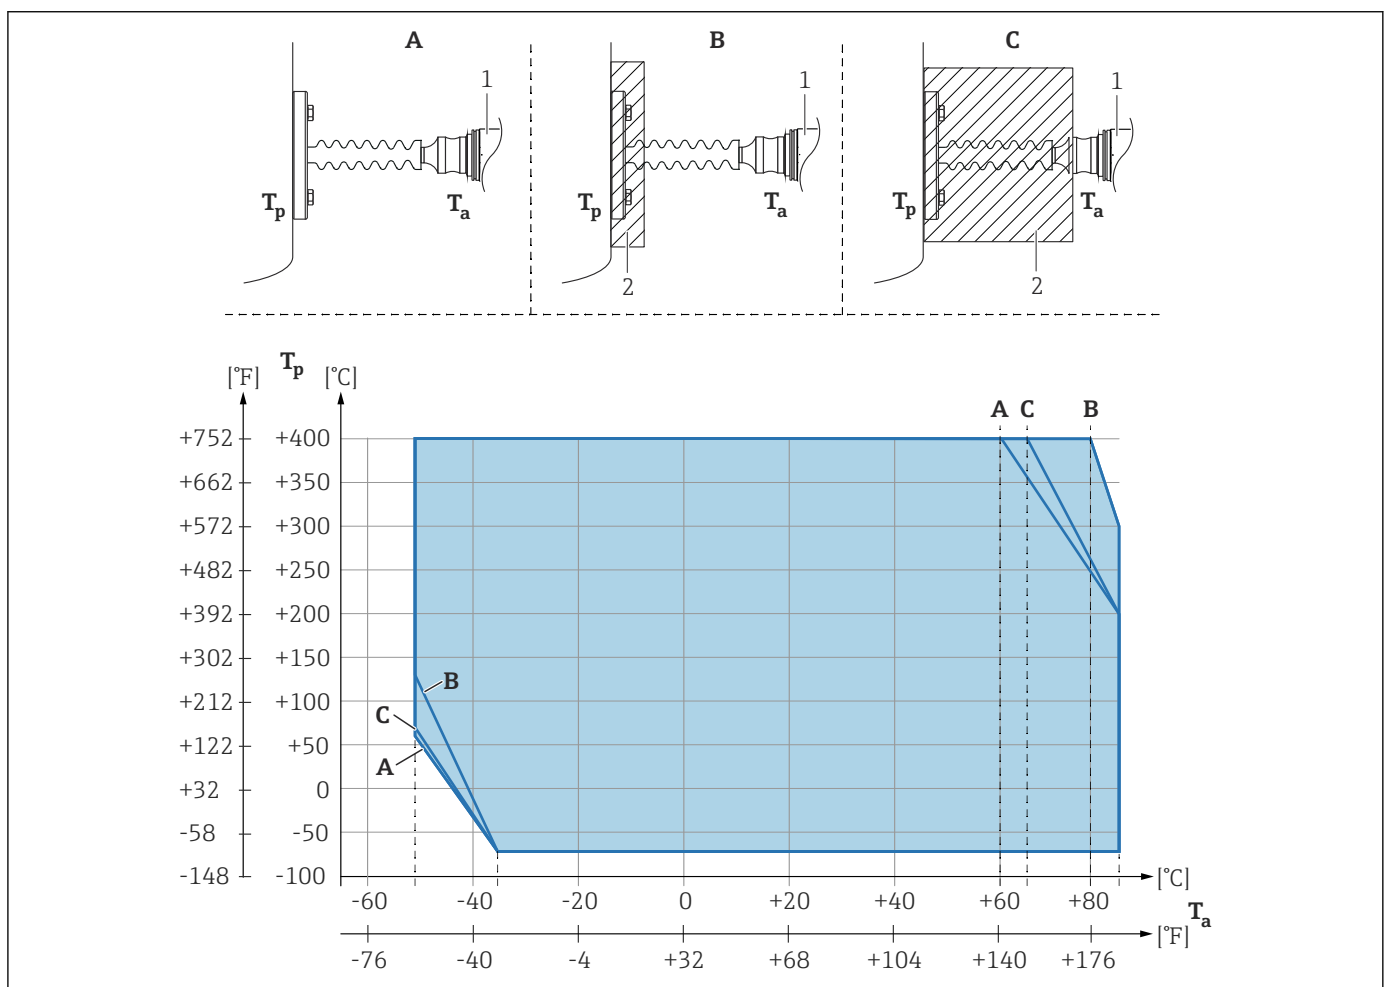 A B C
1 1 1
Tp Ta Tp Ta Tp Ta
2 2
[°F] Tp [°C]
A C B
+752 +400
+662 +350
+572 +300
+482 +250
+392 +200
+302 +150
B
+212 +100
C
+122 +50
A
+32 0
-58 -50
-148 -100
[°C]
-60 -40 -20 0 +20 +40 +60 +80
Ta
[°F]
-76 -40 -4 +32 +68 +104 +140 +176